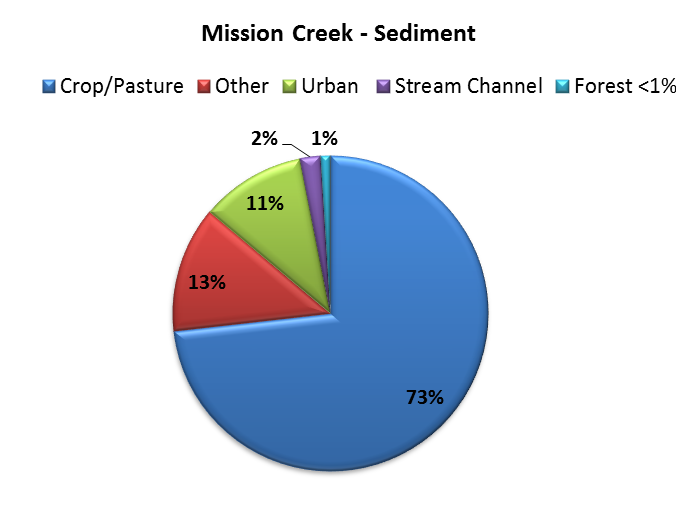 Mission Creek - Sediment
Crop/Pasture Other Urban Stream Channel Forest <1%
2% 1%
11%
13%
73%